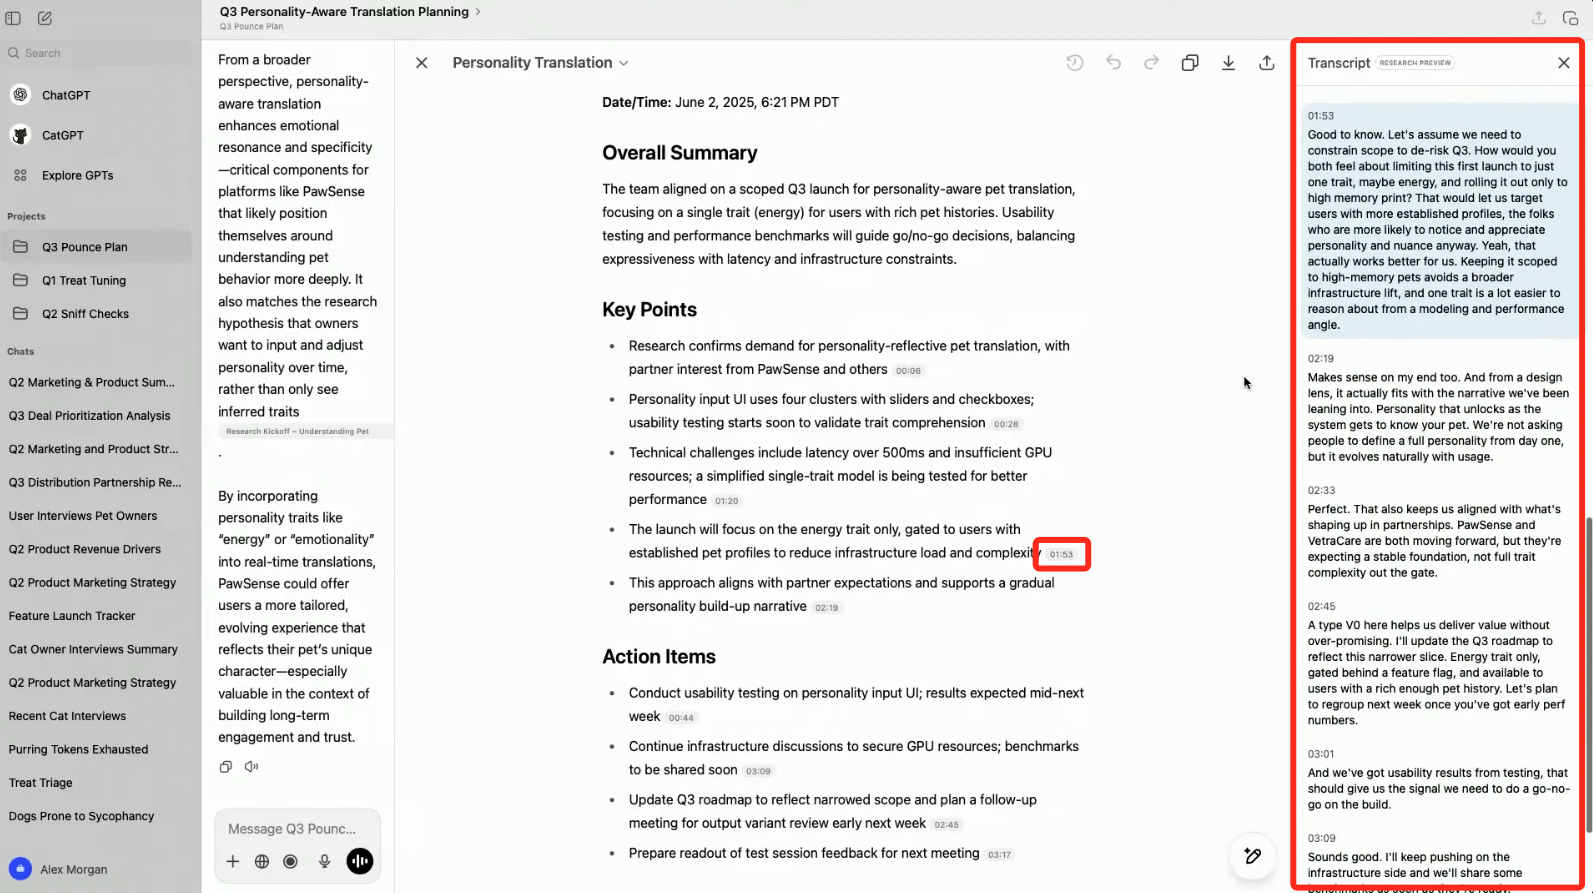 Search
ChatGPT
CatGPT
Explore GPTs
Projects
Q3 Pounce Plan
Q1 Treat Tuning
Q2 Sniff Checks
Chats
Q2 Marketing & Product Sum...
Q3 Deal Prioritization Analysis
Q2 Marketing and Product Str...
Q3 Distribution Partnership Re...
User Interviews Pet Owners
Q2 Product Revenue Drivers
Q2 Product Marketing Strategy
Feature Launch Tracker
Cat Owner Interviews Summary
Q2 Product Marketing Strategy
Recent Cat Interviews
Purring Tokens Exhausted
Treat Triage
Dogs Prone to Sycophancy
Alex Morgan
Q3 Personality-Aware Translation Planning
Q3 Pounce Plan
From a broader
perspective, personality-
aware translation
enhances emotional
resonance and specificity
—critical components for
platforms like PawSense
that likely position
themselves around
understanding pet
behavior more deeply. It
also matches the research
hypothesis that owners
want to input and adjust
personality over time,
rather than only see
inferred traits
Research Kickoff – Understanding Pet
.
By incorporating
personality traits like
“energy” or “emotionality”
into real-time translations,
PawSense could offer
users a more tailored,
evolving experience that
reflects their pet’s unique
character—especially
valuable in the context of
building long-term
engagement and trust.
Message Q3 Pounc...
Personality Translation
Date/Time: June 2, 2025, 6:21 PM PDT
Overall Summary
The team aligned on a scoped Q3 launch for personality-aware pet translation,
focusing on a single trait (energy) for users with rich pet histories. Usability
testing and performance benchmarks will guide go/no-go decisions, balancing
expressiveness with latency and infrastructure constraints.
Key Points
• Research confirms demand for personality-reflective pet translation, with
partner interest from PawSense and others 00:06
• Personality input UI uses four clusters with sliders and checkboxes;
usability testing starts soon to validate trait comprehension 00:28
• Technical challenges include latency over 500ms and insufficient GPU
resources; a simplified single-trait model is being tested for better
performance 01:20
• The launch will focus on the energy trait only, gated to users with
established pet profiles to reduce infrastructure load and complexity 01:53
• This approach aligns with partner expectations and supports a gradual
personality build-up narrative 02:19
Action Items
• Conduct usability testing on personality input UI; results expected mid-next
week 00:44
• Continue infrastructure discussions to secure GPU resources; benchmarks
to be shared soon 03:09
• Update Q3 roadmap to reflect narrowed scope and plan a follow-up
meeting for output variant review early next week 02:45
• Prepare readout of test session feedback for next meeting 03:17
Transcript RESEARCH PREVIEW
01:53
Good to know. Let's assume we need to
constrain scope to de-risk Q3. How would you
both feel about limiting this first launch to just
one trait, maybe energy, and rolling it out only to
high memory print? That would let us target
users with more established profiles, the folks
who are more likely to notice and appreciate
personality and nuance anyway. Yeah, that
actually works better for us. Keeping it scoped
to high-memory pets avoids a broader
infrastructure lift, and one trait is a lot easier to
reason about from a modeling and performance
angle.
02:19
Makes sense on my end too. And from a design
lens, it actually fits with the narrative we've been
leaning into. Personality that unlocks as the
system gets to know your pet. We're not asking
people to define a full personality from day one,
but it evolves naturally with usage.
02:33
Perfect. That also keeps us aligned with what's
shaping up in partnerships. PawSense and
VetraCare are both moving forward, but they're
expecting a stable foundation, not full trait
complexity out the gate.
02:45
A type V0 here helps us deliver value without
over-promising. I'll update the Q3 roadmap to
reflect this narrower slice. Energy trait only,
gated behind a feature flag, and available to
users with a rich enough pet history. Let's plan
to regroup next week once you've got early perf
numbers.
03:01
And we've got usability results from testing, that
should give us the signal we need to do a go-no-
go on the build.
03:09
Sounds good. I'll keep pushing on the
infrastructure side and we'll share some
benchmarks as soon as they're ready.